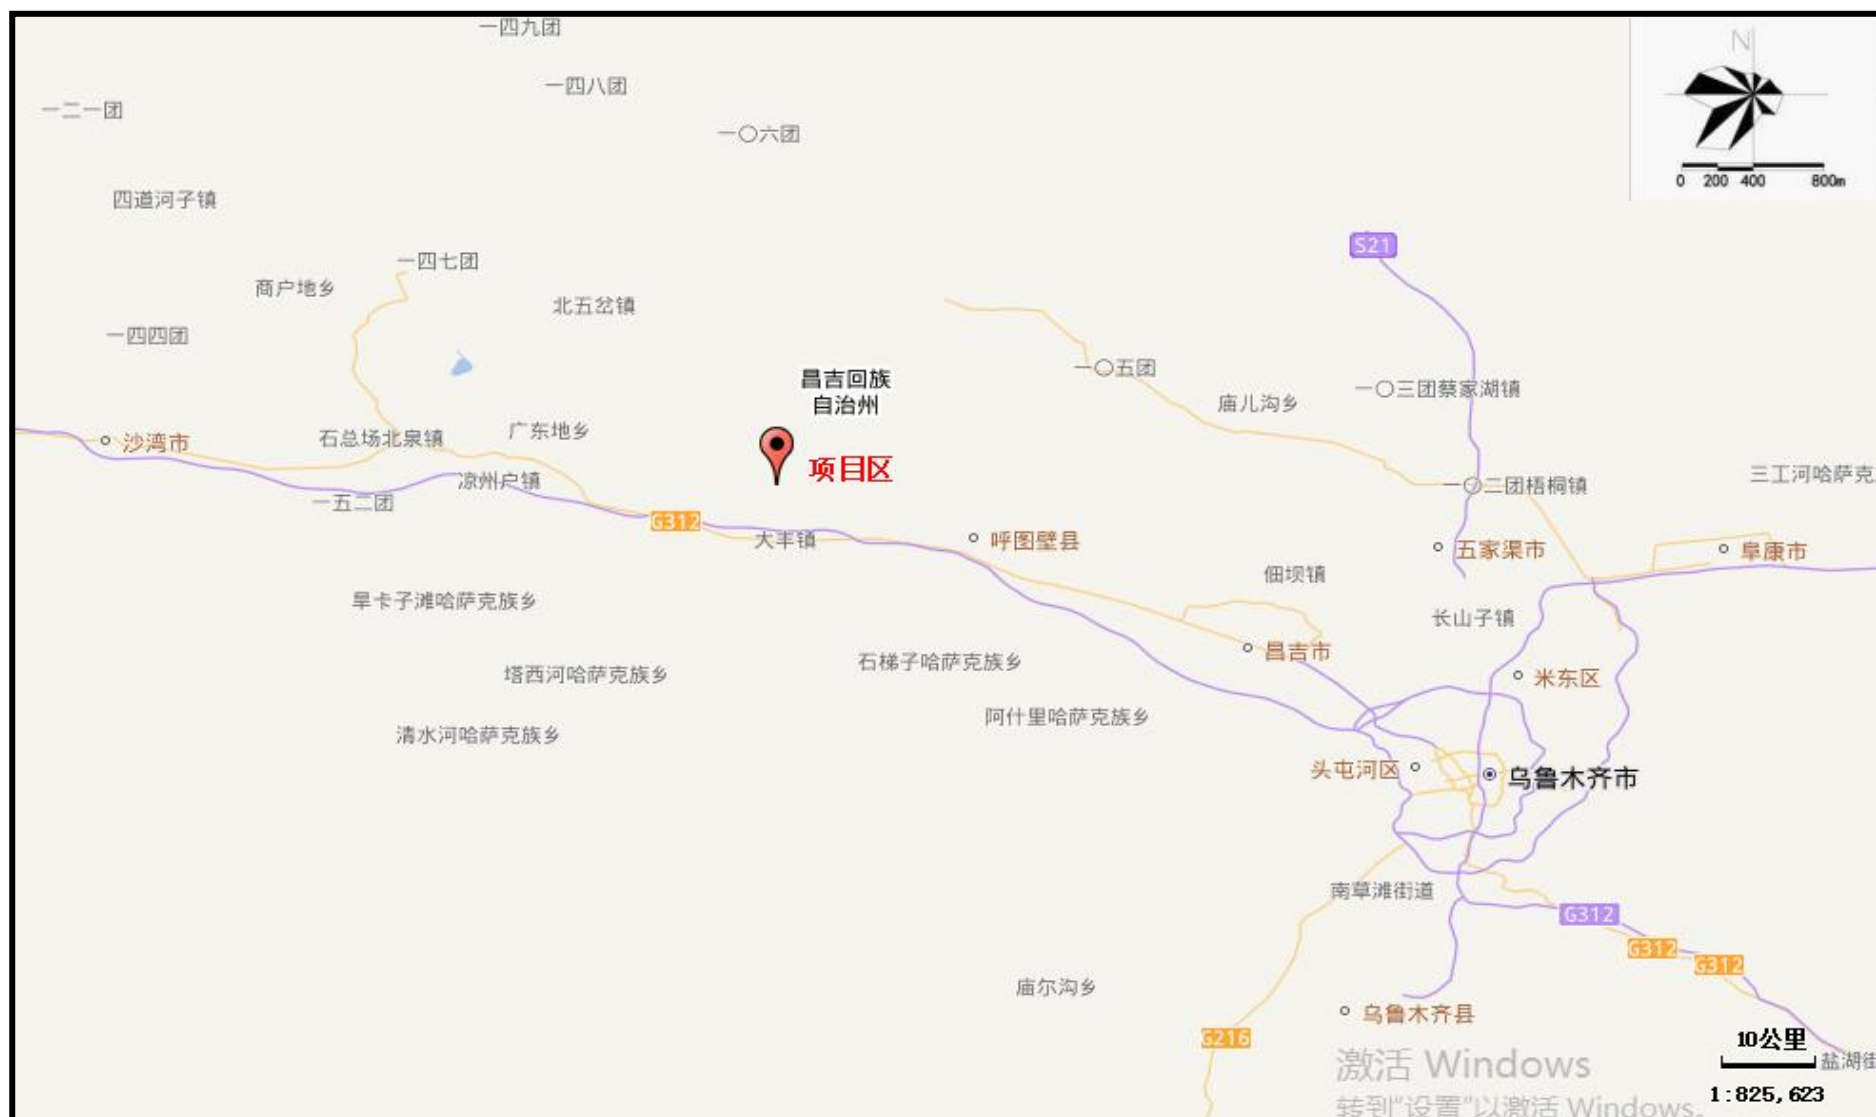 一四九团
N
一四八团
一二一团
一〇六团
0 200 400 800m
四道河子镇
S21
一四七团
商户地乡
北五岔镇
一四四团
一〇五团
昌吉回族
自治州
一〇三团蔡家湖镇
庙儿沟乡
广东地乡
石总场北泉镇
沙湾市
项目区
三工河哈萨克
凉州户镇
一〇二团梧桐镇
一五二团
G312
大丰镇
呼图壁县
五家渠市
阜康市
佃坝镇
旱卡子滩哈萨克族乡
长山子镇
昌吉市
石梯子哈萨克族乡
塔西河哈萨克族乡
米东区
阿什里哈萨克族乡
清水河哈萨克族乡
头屯河区
乌鲁木齐市
南草滩街道
G312
G312
G312
庙尔沟乡
乌鲁木齐县
G216
10公里
激活 Windows
盐湖街
1:825,623
转到"设置"以激活 Windows。